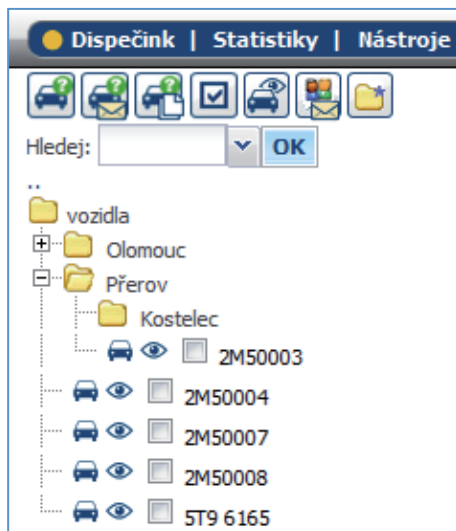 Dispečink | Statistiky | Nástroje
Hledej: OK
..
vozidla
Olomouc
Přerov
Kostelec
2M50003
2M50004
2M50007
2M50008
5T9 6165